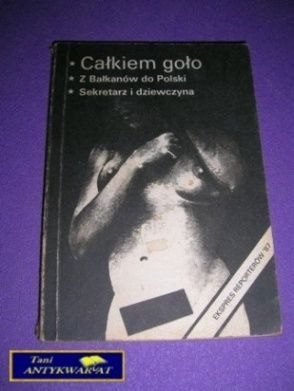 * Całkiem goło
* Z Bałkanów do Polski
* Sekretarz i dziewczyna
EKSPRES REPORTERÓW '87
Tani
ANTYKWARIAT